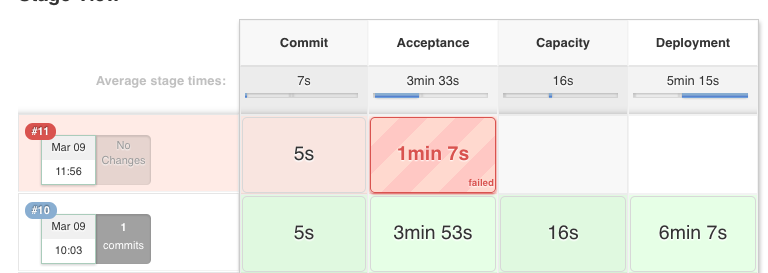 Stage View
Commit Acceptance Capacity Deployment
Average stage times: 7s 3min 33s 16s 5min 15s
#11
Mar 09
11:56
No
Changes
5s
1min 7s
failed
#10
Mar 09
10:03
1
commits
5s
3min 53s
16s
6min 7s